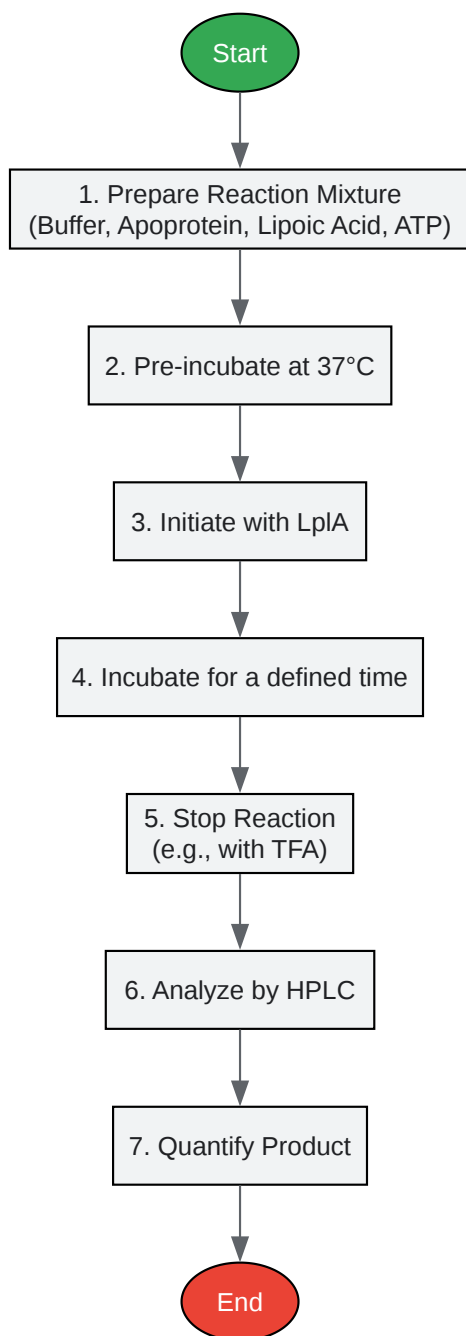 Start
1. Prepare Reaction Mixture
(Buffer, Apoprotein, Lipoic Acid, ATP)
2. Pre-incubate at 37°C
3. Initiate with LplA
4. Incubate for a defined time
5. Stop Reaction
(e.g., with TFA)
6. Analyze by HPLC
7. Quantify Product
End